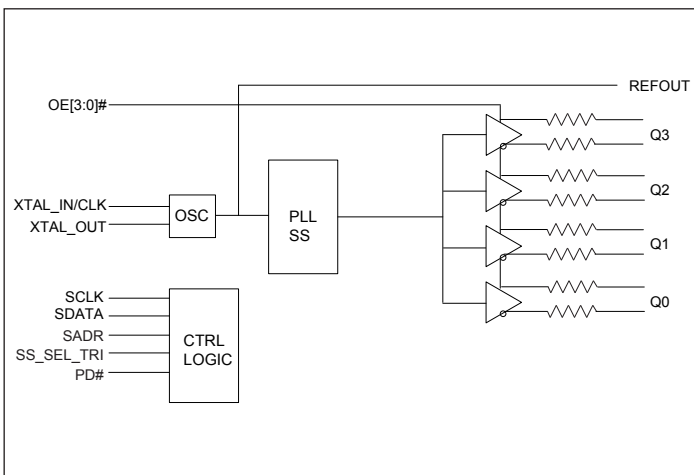 REFOUT
OE[3:0]#
Q3
Q2
XTAL_IN/CLK
OSC
PLL
SS
XTAL_OUT
Q1
SCLK
Q0
SDATA
SADR
CTRL
LOGIC
SS_SEL_TRI
PD#